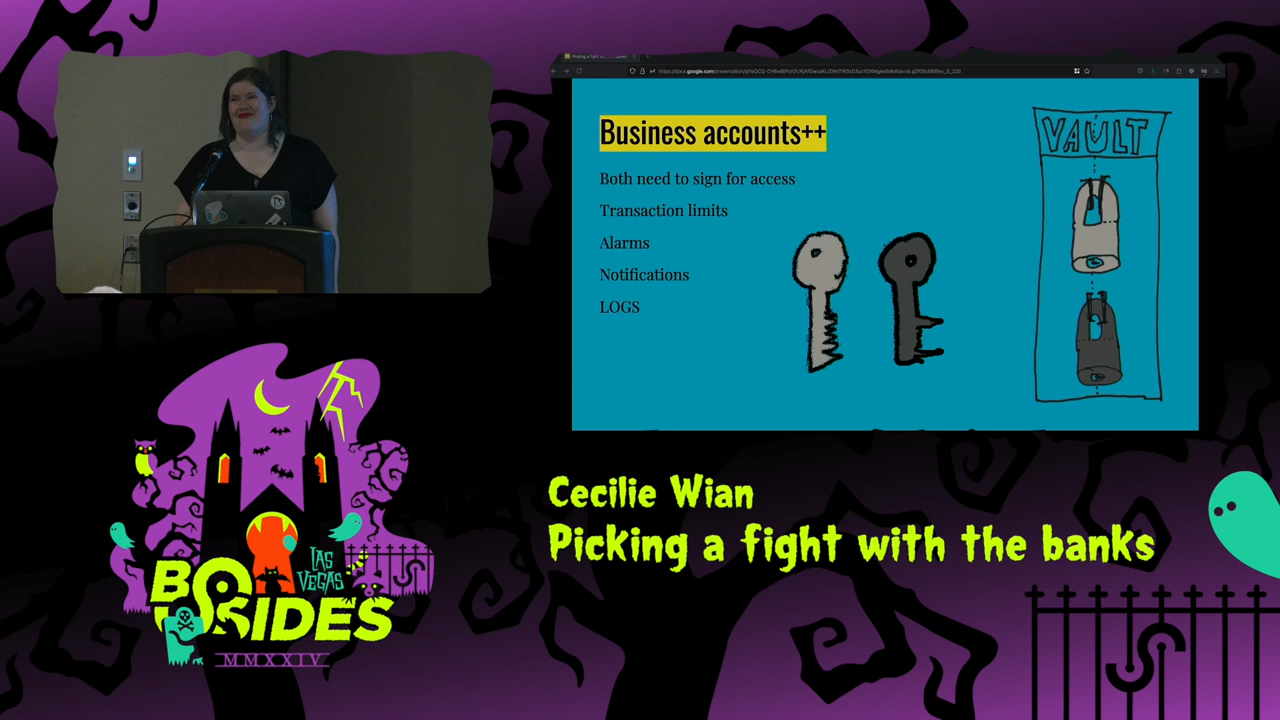 Business accounts++
Both need to sign for access
Transaction limits
Alarms
Notifications
LOGS
VAULT
Cecilie Wian
Picking a fight with the banks
LAS
VEGAS
BSIDES
MMXXIV